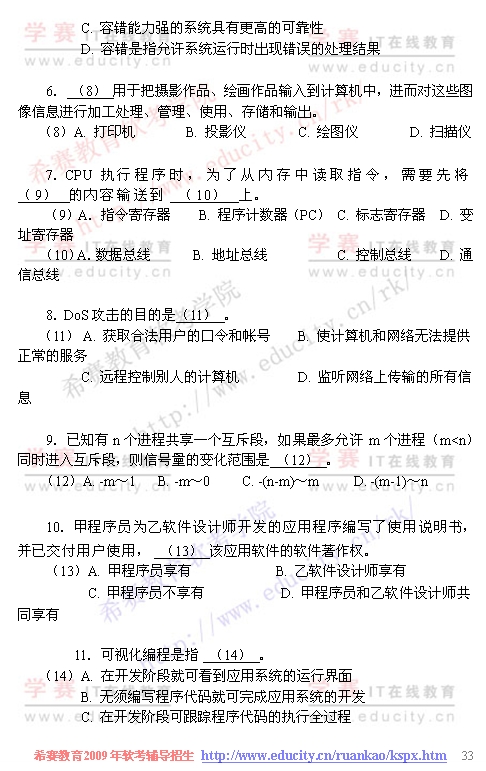 C. 容错能力强的系统具有更高的可靠性
D. 容错是指允许系统运行时出现错误的处理结果
6. （8）用于把摄影作品、绘画作品输入到计算机中，进而对这些图
像信息进行加工处理、管理、使用、存储和输出。
（8）A. 打印机 B. 投影仪 C. 绘图仪 D. 扫描仪
7. CPU 执行程序时，为了从内存中读取指令，需要先将
（9）的内容输送到（10）上。
（9）A. 指令寄存器 B. 程序计数器（PC） C. 标志寄存器 D. 变
址寄存器
（10）A. 数据总线 B. 地址总线 C. 控制总线 D. 通
信总线
8. DoS 攻击的目的是（11）。
（11） A. 获取合法用户的口令和帐号 B. 使计算机和网络无法提供
正常的服务
C. 远程控制别人的计算机 D. 监听网络上传输的所有信
息
9. 已知有 n 个进程共享一个互斥段，如果最多允许 m 个进程（m<n）
同时进入互斥段，则信号量的变化范围是（12）。
（12）A. -m～1 B. -m～0 C. -(n-m)～m D. -(m-1)～n
10. 甲程序员为乙软件设计师开发的应用程序编写了使用说明书，
并已交付用户使用，（13）该应用软件的软件著作权。
（13）A. 甲程序员享有 B. 乙软件设计师享有
C. 甲程序员不享有 D. 甲程序员和乙软件设计师共
同享有
11. 可视化编程是指（14）。
（14）A. 在开发阶段就可看到应用系统的运行界面
B. 无须编写程序代码就可完成应用系统的开发
C. 在开发阶段可跟踪程序代码的执行全过程
希赛教育2009 年软考辅导招生 http://www.educity.cn/ruankao/kspx.htm 33